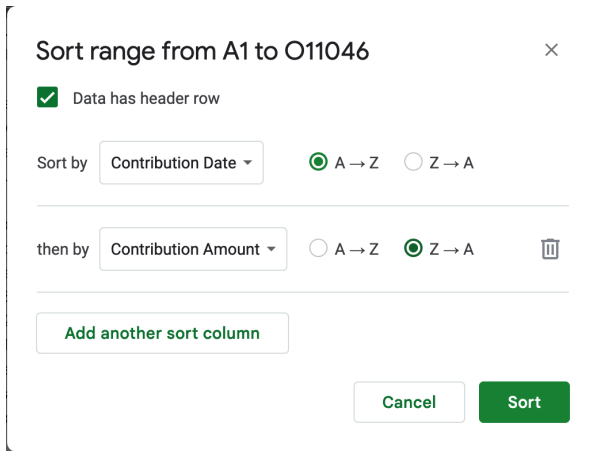 Sort range from A1 to O11046
Data has header row
Sort by Contribution Date A → Z Z → A
then by Contribution Amount A → Z Z → A
Add another sort column
Cancel Sort